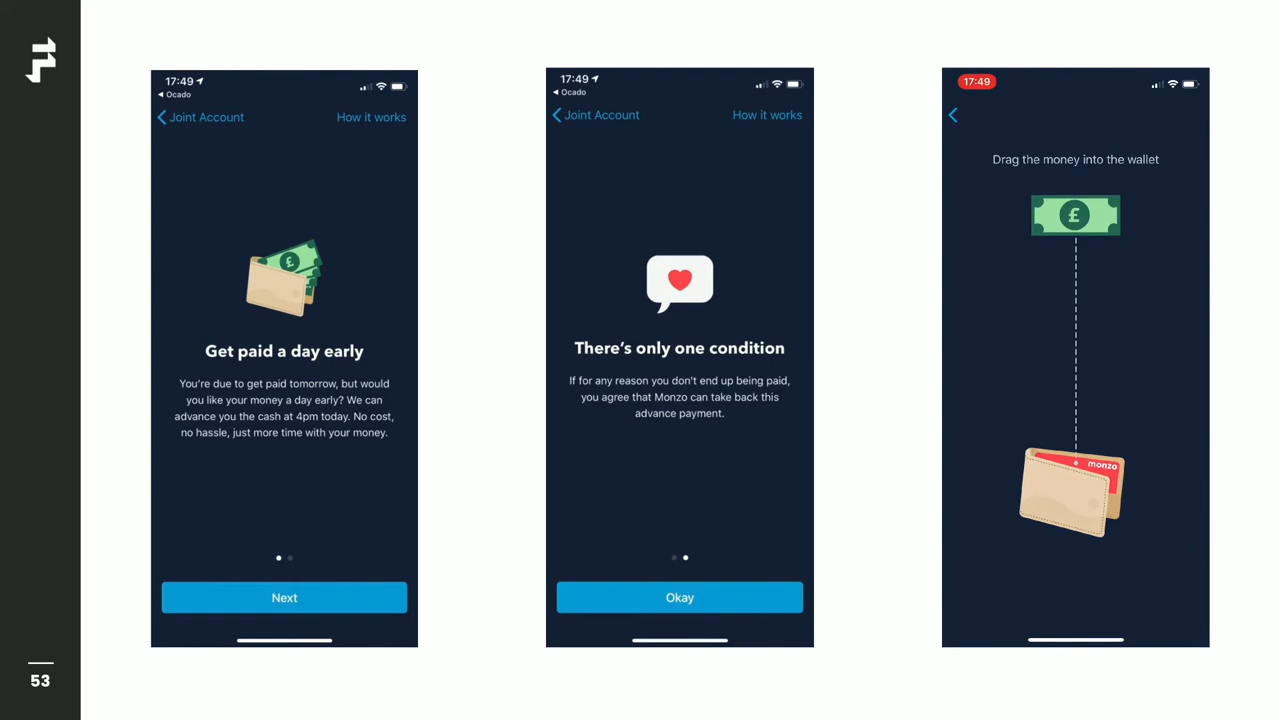 17:49
◀ Ocado
Joint Account
How it works
£
Get paid a day early
You're due to get paid tomorrow, but would
you like your money a day early? We can
advance you the cash at 4pm today. No cost,
no hassle, just more time with your money.
Next
17:49
◀ Ocado
Joint Account
How it works
There's only one condition
If for any reason you don't end up being paid,
you agree that Monzo can take back this
advance payment.
Okay
17:49
Drag the money into the wallet
£
monzo
53